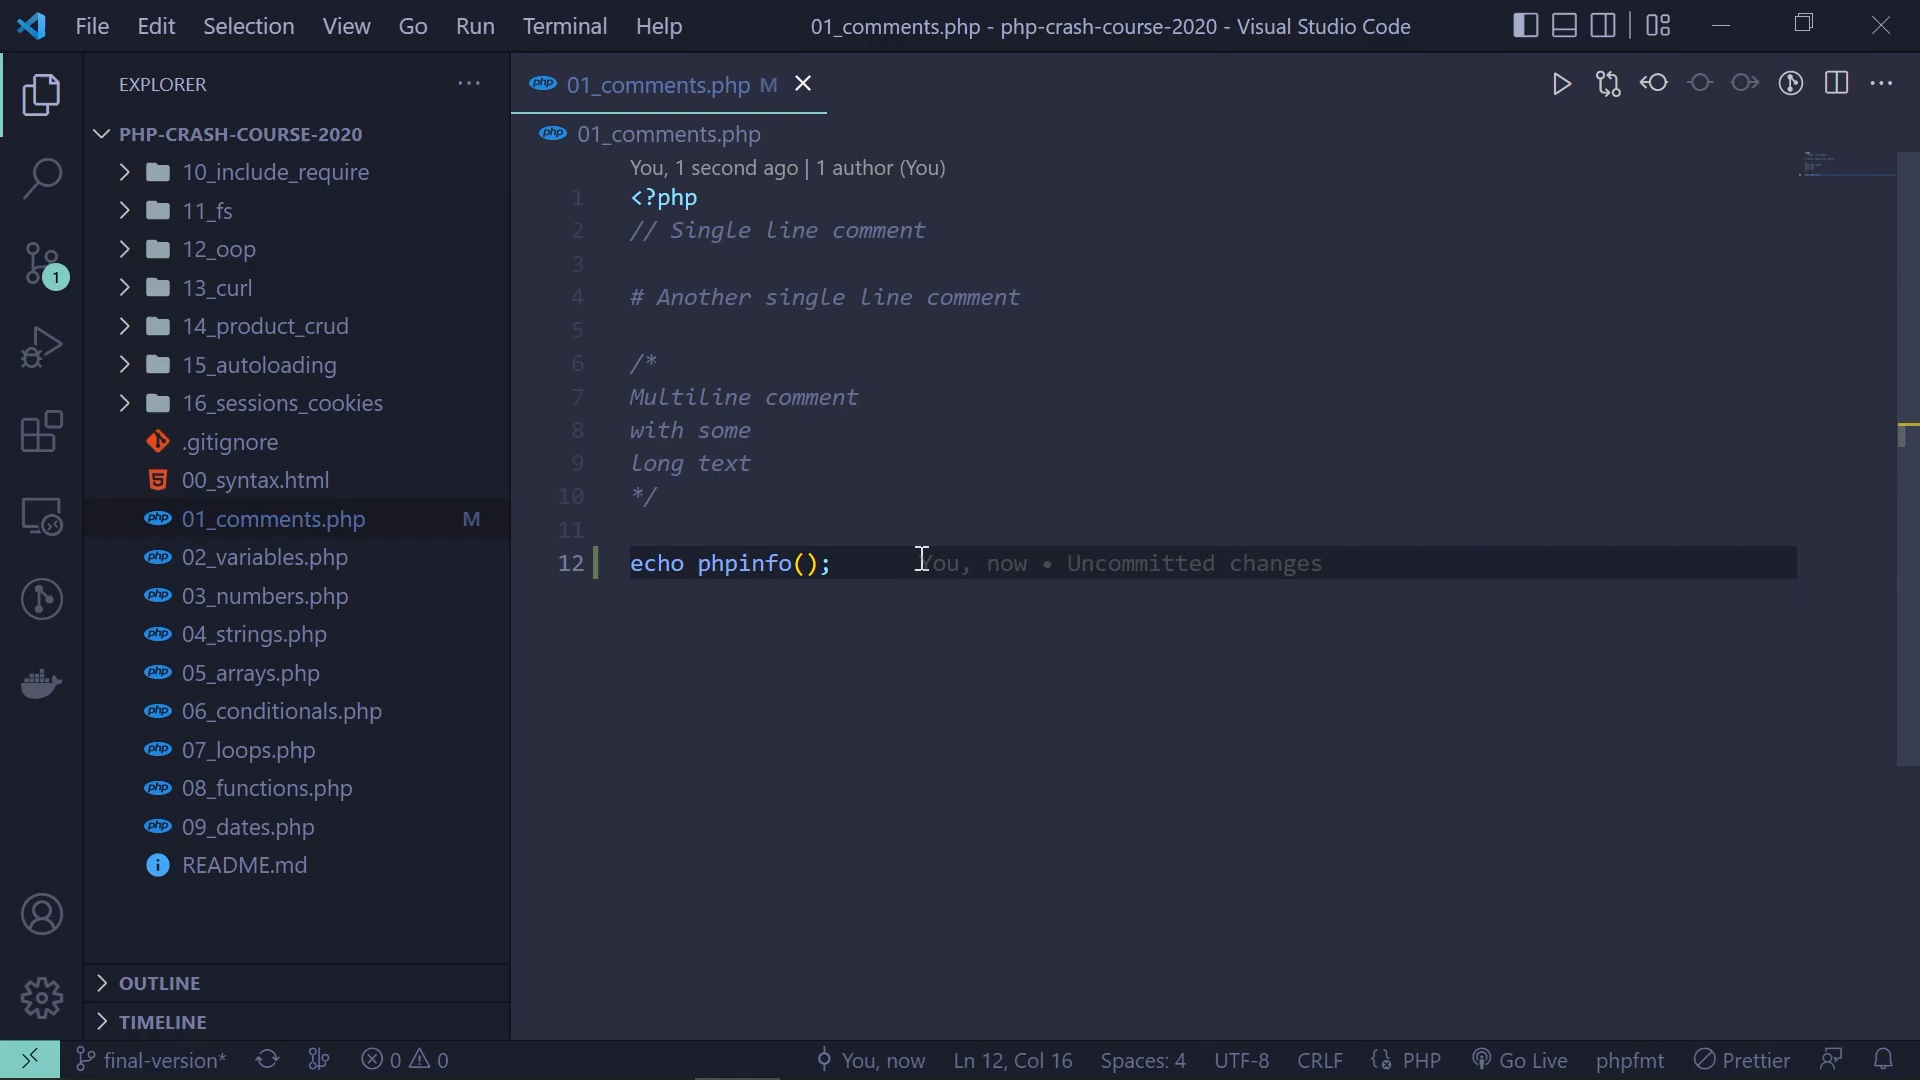 File Edit Selection View Go Run Terminal Help 01_comments.php - php-crash-course-2020 - Visual Studio Code
EXPLORER
PHP-CRASH-COURSE-2020
10_include_require
11_fs
12_oop
13_curl
14_product_crud
15_autoloading
16_sessions_cookies
.gitignore
00_syntax.html
01_comments.php M
02_variables.php
03_numbers.php
04_strings.php
05_arrays.php
06_conditionals.php
07_loops.php
08_functions.php
09_dates.php
README.md
OUTLINE
TIMELINE
1
php 01_comments.php M
php 01_comments.php
You, 1 second ago | 1 author (You)
1 <?php
2 // Single line comment
3
4 # Another single line comment
5
6 /*
7 Multiline comment
8 with some
9 long text
10 */
11
12 echo phpinfo(); You, now • Uncommitted changes
final-version* 0 0 You, now Ln 12, Col 16 Spaces: 4 UTF-8 CRLF PHP Go Live phpfmt Prettier